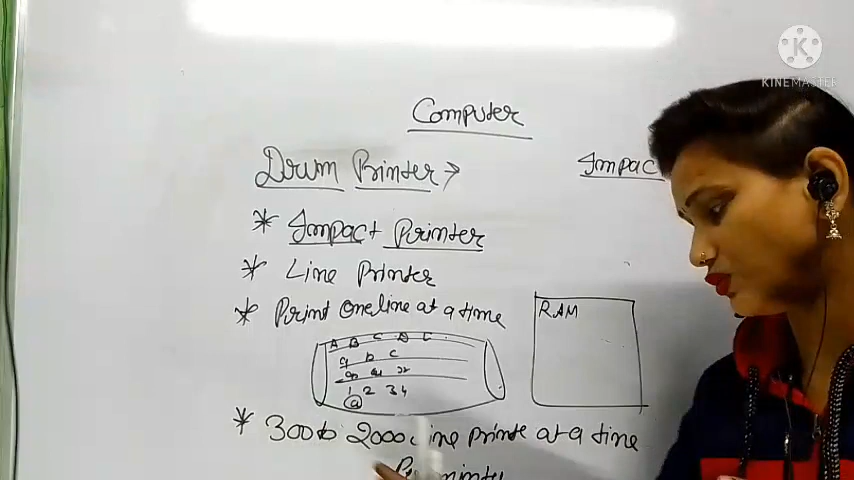 KINEMASTER
Computer
Drum Printer→
Impac
* Impact Printer
* Line Printer
* Print One line at a time
RAM
A B C D C
a b c
1 2 3 4
a
* 300 to 2000 Line printe at a time